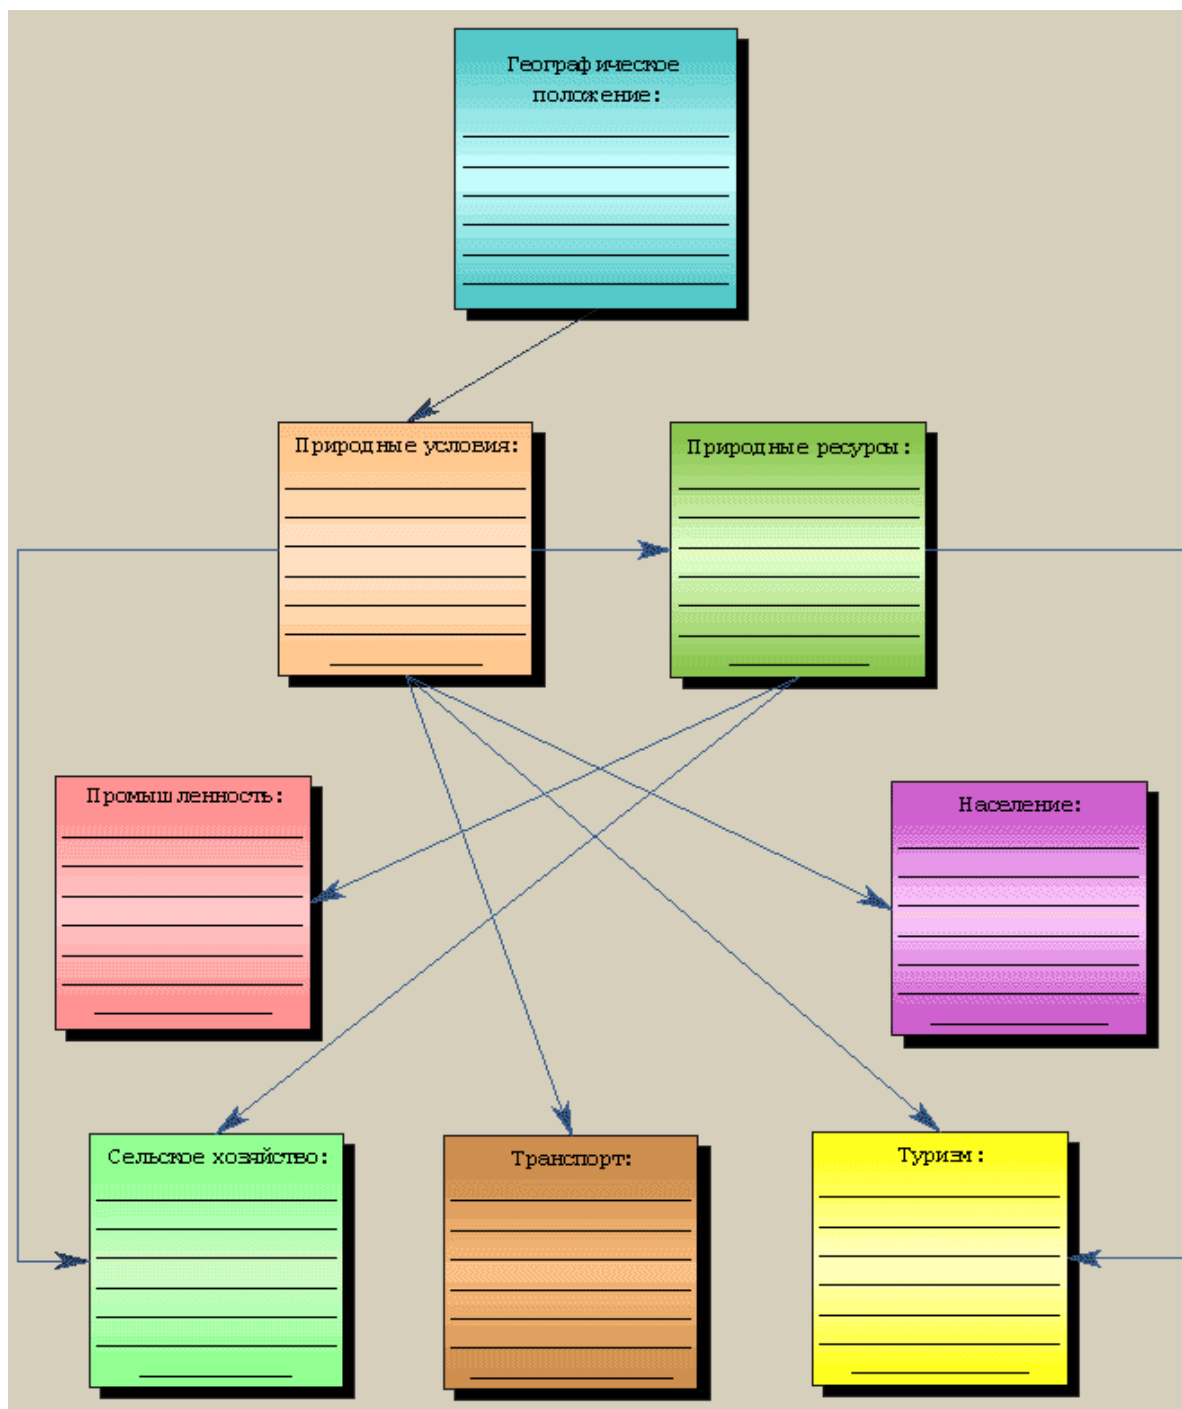 Географическое
положение:
Природные условия:
Природные ресурсы:
Промышленность:
Население:
Сельское хозяйство:
Транспорт:
Туризм: